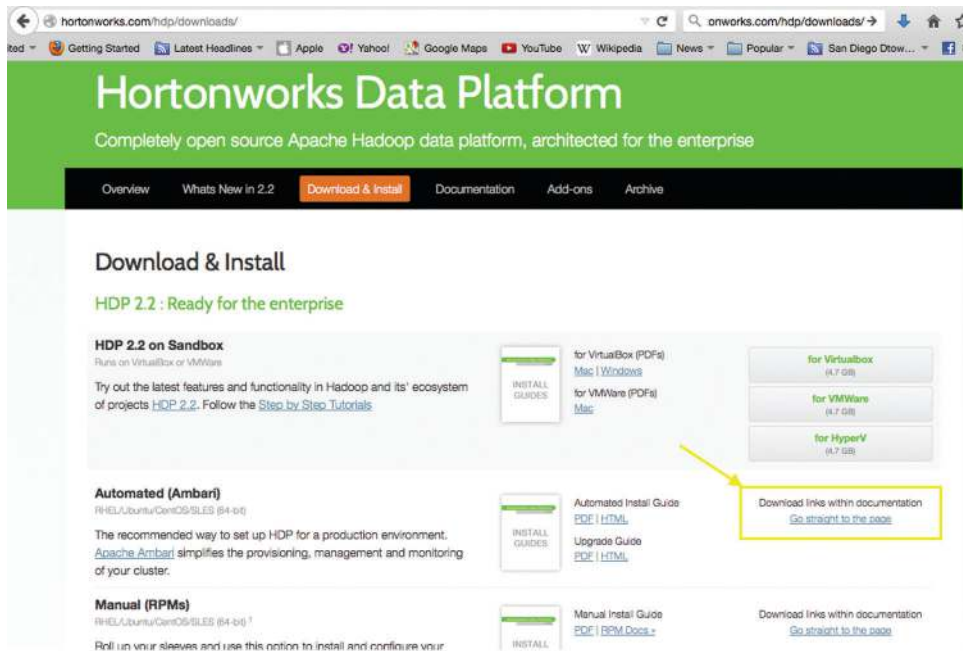 hortonworks.com/hdp/downloads/
onworks.com/hdp/downloads/
ited
Getting Started
Latest Headlines
Apple
Yahoo!
Google Maps
YouTube
Wikipedia
News
Popular
San Diego Dtow...
Hortonworks Data Platform
Completely open source Apache Hadoop data platform, architected for the enterprise
Overview
Whats New in 2.2
Download & Install
Documentation
Add-ons
Archive
Download & Install
HDP 2.2 : Ready for the enterprise
HDP 2.2 on Sandbox
Runs on VirtualBox or VMWare
Try out the latest features and functionality in Hadoop and its' ecosystem
of projects HDP 2.2. Follow the Step by Step Tutorials
INSTALL
GUIDES
for VirtualBox (PDFs)
Mac | Windows
for VMWare (PDFs)
Mac
for Virtualbox
(4.7 GB)
for VMWare
(4.7 GB)
for HyperV
(4.7 GB)
Automated (Ambari)
RHEL/Ubuntu/CentOS/SLES (64-bit)
The recommended way to set up HDP for a production environment.
Apache Ambari simplifies the provisioning, management and monitoring
of your cluster.
INSTALL
GUIDES
Automated Install Guide
PDF | HTML
Upgrade Guide
PDF | HTML
Download links within documentation
Go straight to the page
Manual (RPMs)
RHEL/Ubuntu/CentOS/SLES (64-bit) 1
Roll up your sleeves and use this option to install and configure your
INSTALL
Manual Install Guide
PDF | RPM Docs »
Download links within documentation
Go straight to the page